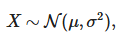 X ∼ 𝒩(μ, σ²),